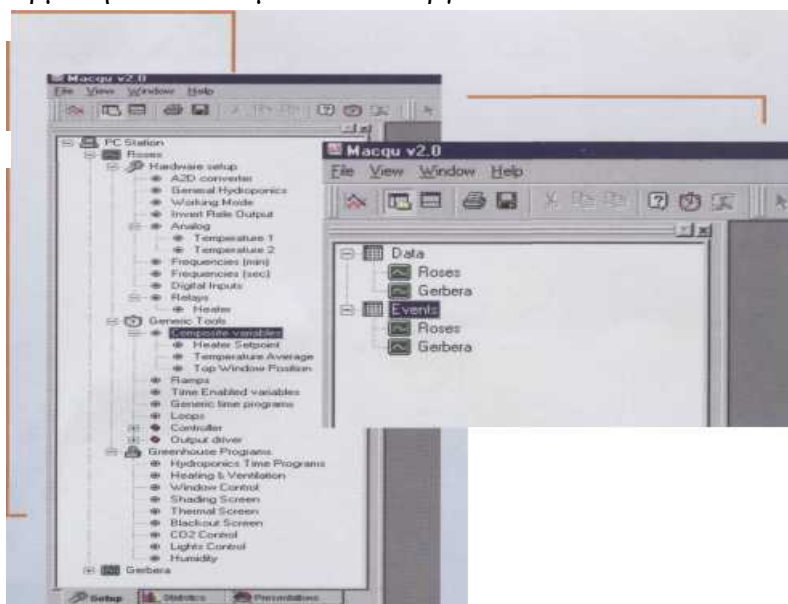 Macqu v2.0
File View Window Help
PC Station
Roses
Hardware setup
A2D converter
General Hydroponics
Working Mode
Invert Rele Output
Analog
Temperature 1
Temperature 2
Frequencies (min)
Frequencies (sec)
Digital Inputs
Relays
Heater
Generic Tools
Composite variables
Heater Setpoint
Temperature Average
Top Window Position
Ramps
Time Enabled variables
Generic time programs
Loops
Controller
Output driver
Greenhouse Programs
Hydroponics Time Programs
Heating & Ventilation
Window Control
Shading Screen
Thermal Screen
Blackout Screen
CO2 Control
Lights Control
Humidity
Gerbera
Setup Statistics Presentations
Macqu v2.0
File View Window Help
Data
Roses
Gerbera
Events
Roses
Gerbera